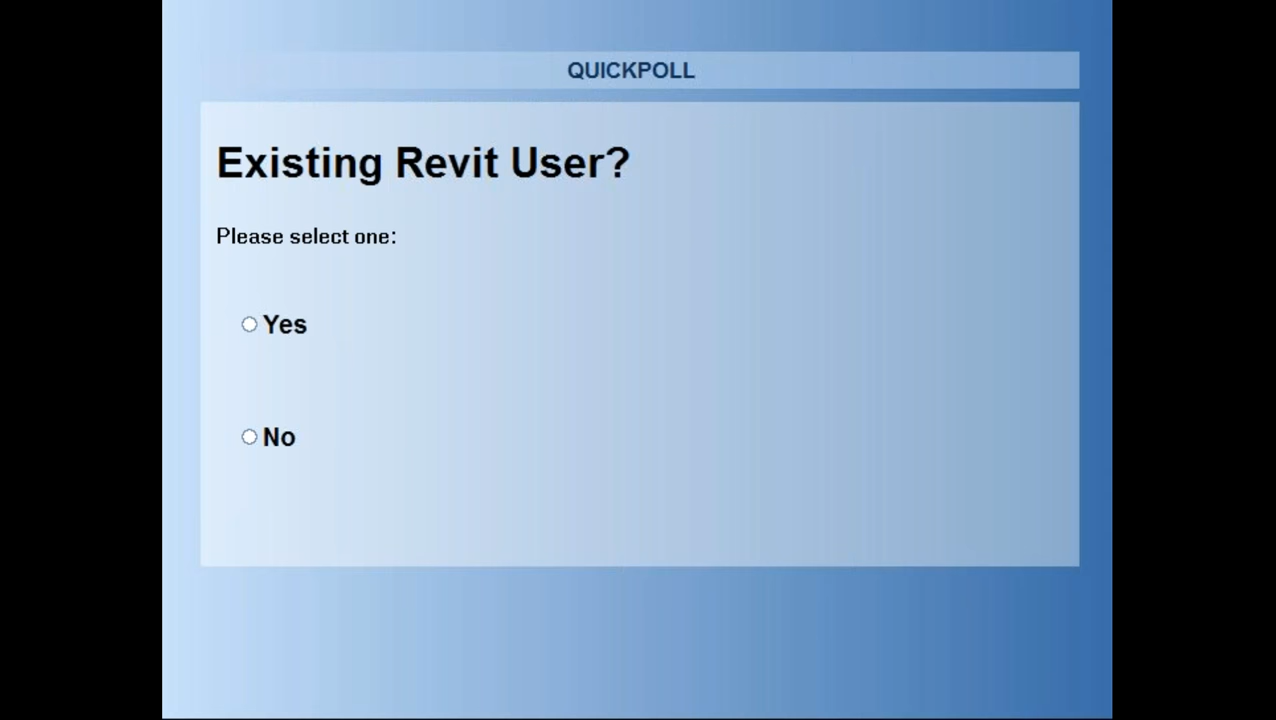 QUICKPOLL
Existing Revit User?
Please select one:
Yes
No